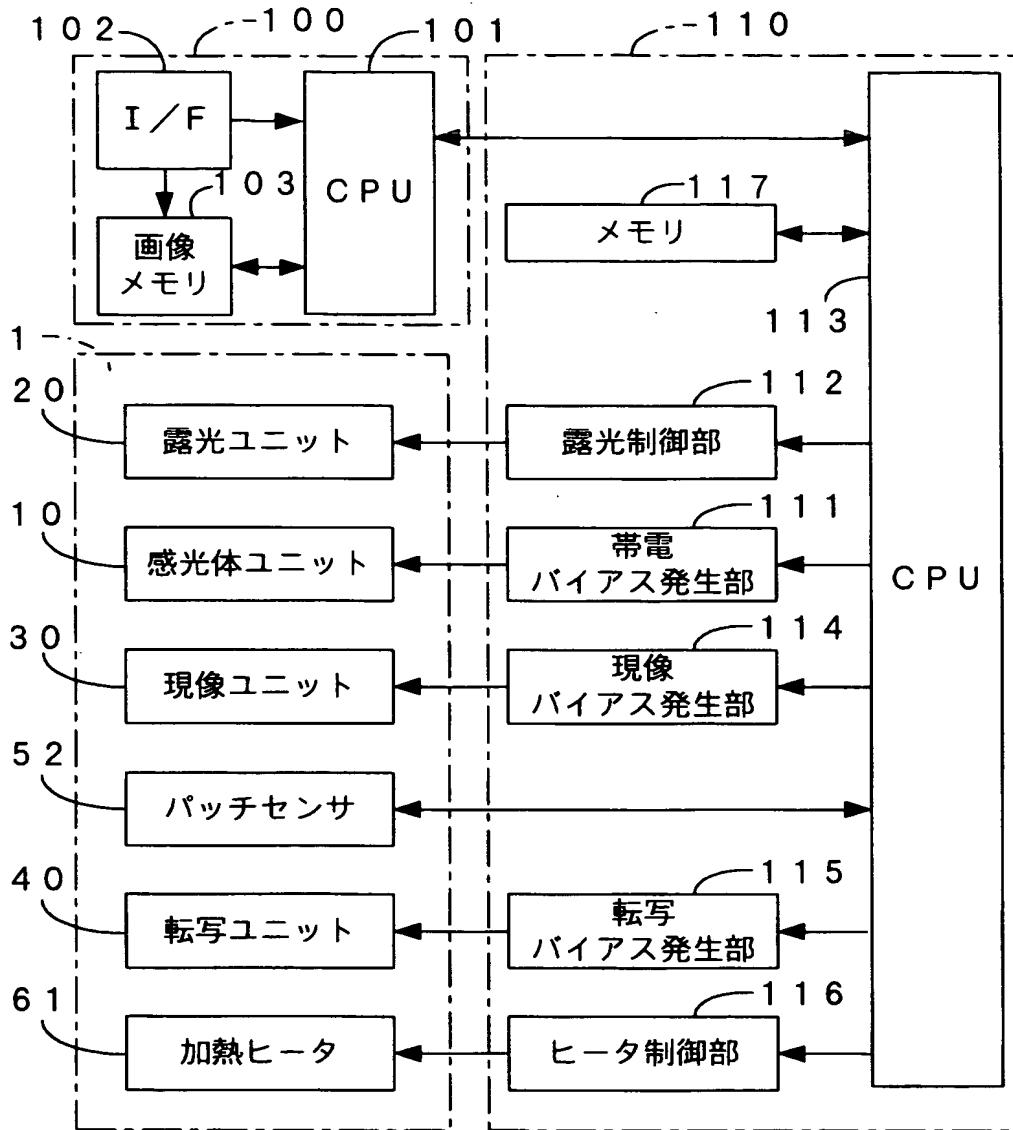 102
100
101
110
I/F
CPU
103
画像
メモリ
117
メモリ
113
1
20
露光ユニット
112
露光制御部
10
感光体ユニット
111
帯電
バイアス発生部
CPU
30
現像ユニット
114
現像
バイアス発生部
52
パッチセンサ
40
転写ユニット
115
転写
バイアス発生部
61
加熱ヒータ
116
ヒータ制御部